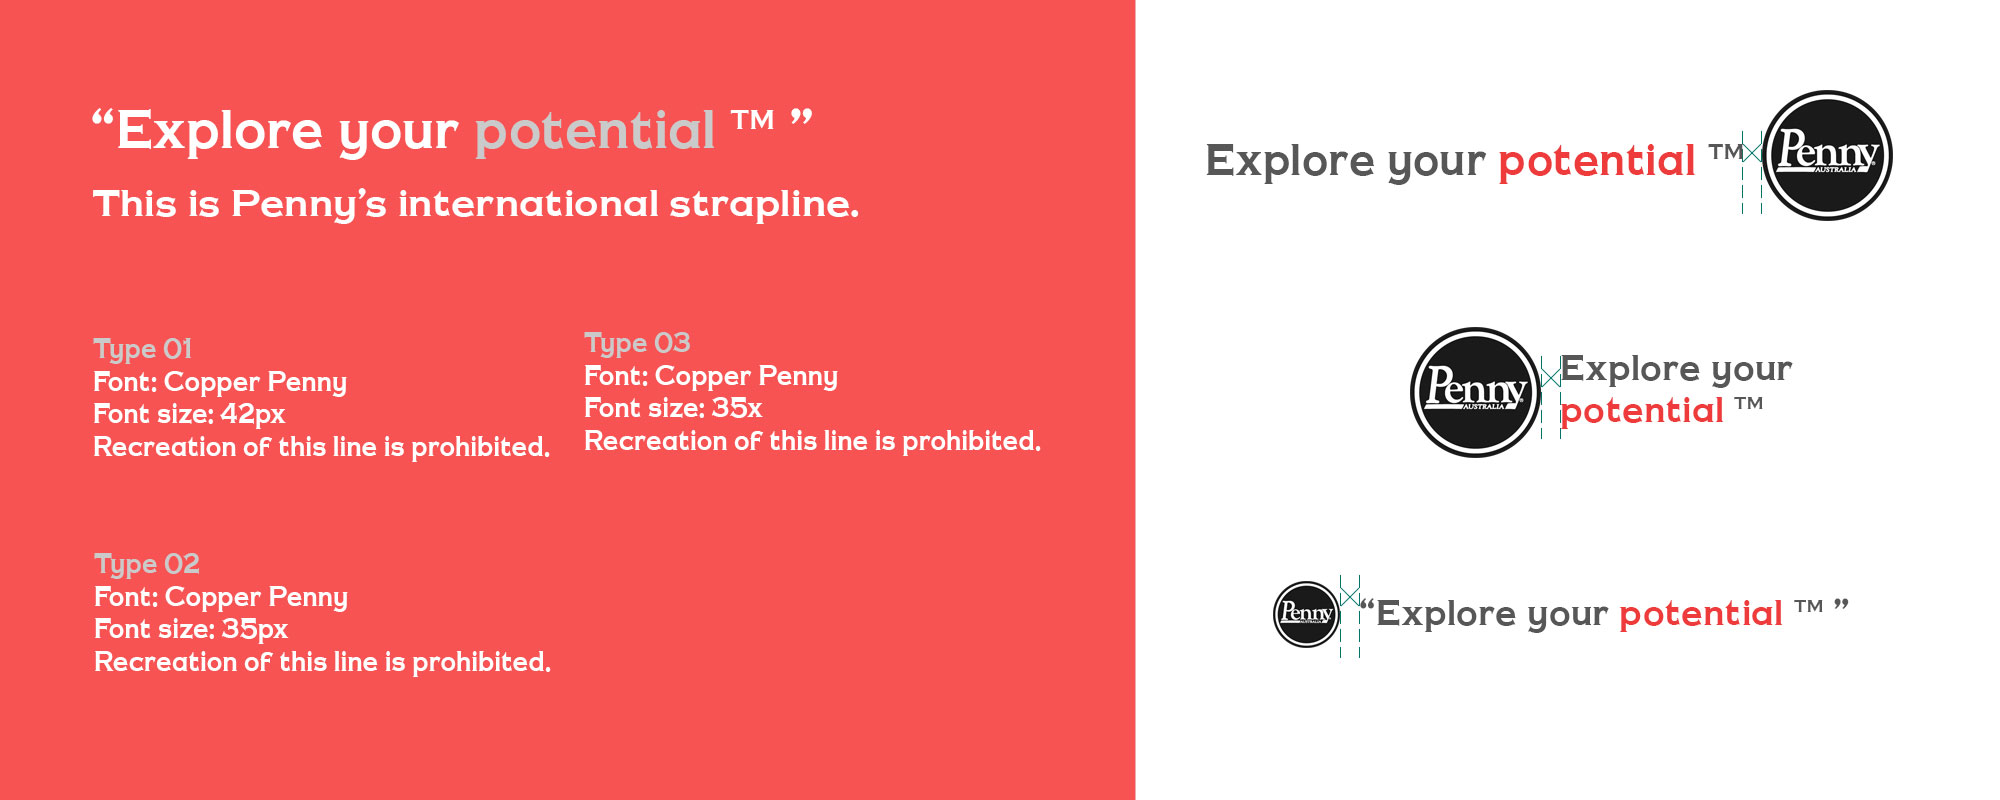 “Explore your potential ™ ”
This is Penny’s international strapline.
Type 01
Font: Copper Penny
Font size: 42px
Recreation of this line is prohibited.
Type 03
Font: Copper Penny
Font size: 35x
Recreation of this line is prohibited.
Type 02
Font: Copper Penny
Font size: 35px
Recreation of this line is prohibited.
Explore your potential ™
Penny
AUSTRALIA
Penny
AUSTRALIA
Explore your
potential ™
Penny
AUSTRALIA
“Explore your potential ™ ”